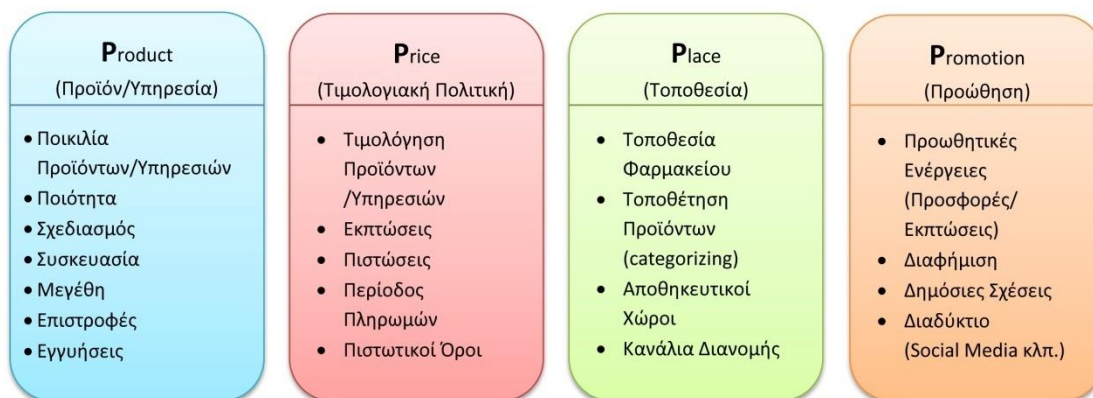 Product
(Προϊόν/Υπηρεσία)
• Ποικιλία
Προϊόντων/Υπηρεσιών
• Ποιότητα
• Σχεδιασμός
• Συσκευασία
• Μεγέθη
• Επιστροφές
• Εγγυήσεις
Price
(Τιμολογιακή Πολιτική)
• Τιμολόγηση
Προϊόντων
/Υπηρεσιών
• Εκπτώσεις
• Πιστώσεις
• Περίοδος
Πληρωμών
• Πιστωτικοί Όροι
Place
(Τοποθεσία)
• Τοποθεσία
Φαρμακείου
• Τοποθέτηση
Προϊόντων
(categorizing)
• Αποθηκευτικοί
Χώροι
• Κανάλια Διανομής
Promotion
(Προώθηση)
• Προωθητικές
Ενέργειες
(Προσφορές/
Εκπτώσεις)
• Διαφήμιση
• Δημόσιες Σχέσεις
• Διαδύκτιο
(Social Media κλπ.)